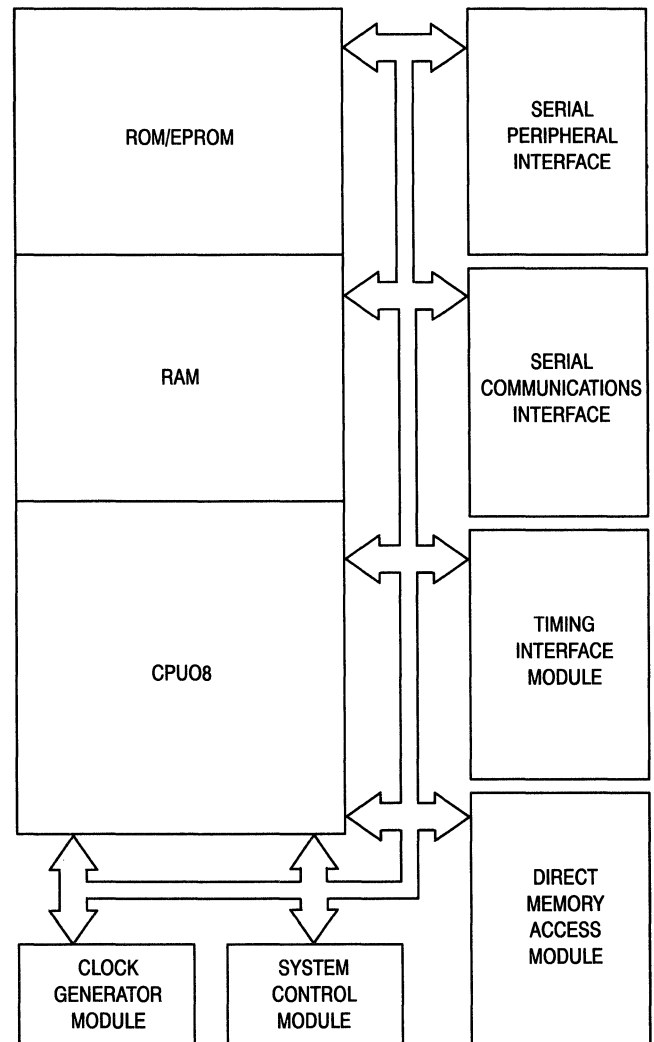 ROM/EPROM
SERIAL
PERIPHERAL
INTERFACE
RAM
SERIAL
COMMUNICATIONS
INTERFACE
CPUO8
TIMING
INTERFACE
MODULE
DIRECT
MEMORY
ACCESS
MODULE
CLOCK
GENERATOR
MODULE
SYSTEM
CONTROL
MODULE